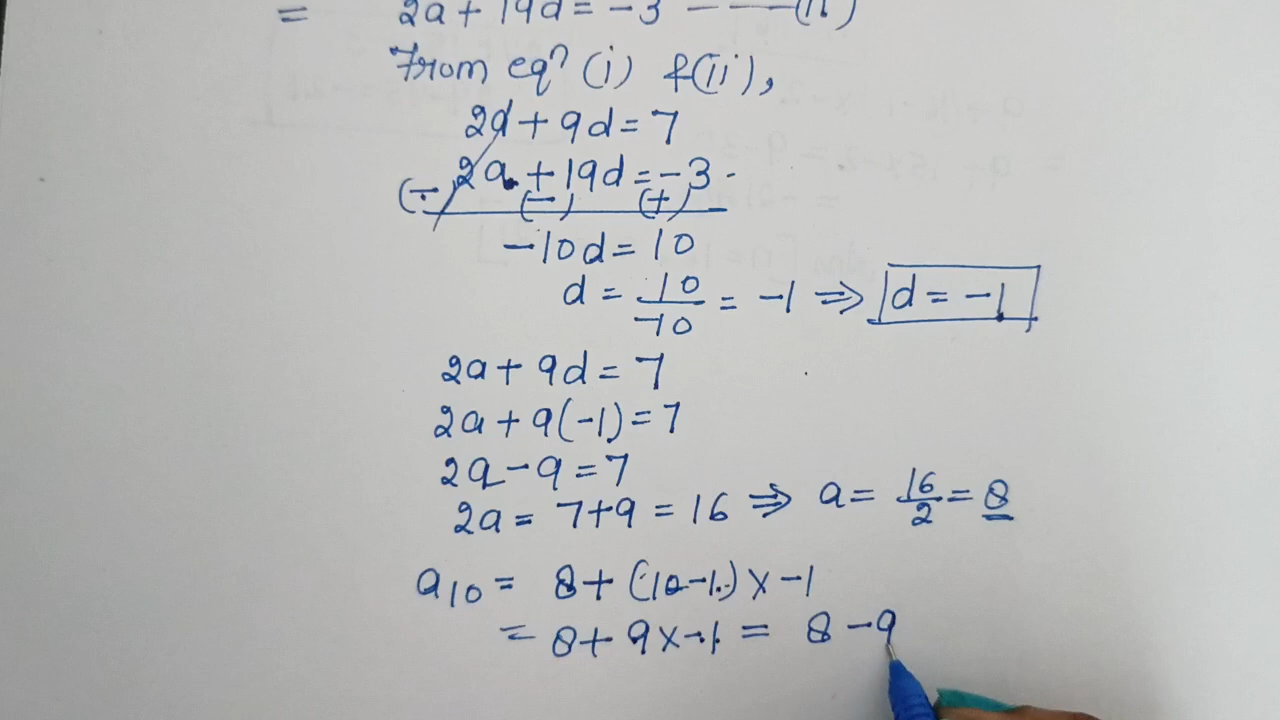 = 2a + 19d = -3 --- (ii)
From eqn (i) & (ii),
2a + 9d = 7
2a + 19d = -3
(-) (-) (+)
-10d = 10
d = 10/-10 = -1 ⇒ d = -1
2a + 9d = 7
2a + 9(-1) = 7
2a - 9 = 7
2a = 7+9 = 16 ⇒ a = 16/2 = 8
a10 = 8 + (10-1) x -1
= 8 + 9 x -1 = 8 - 9